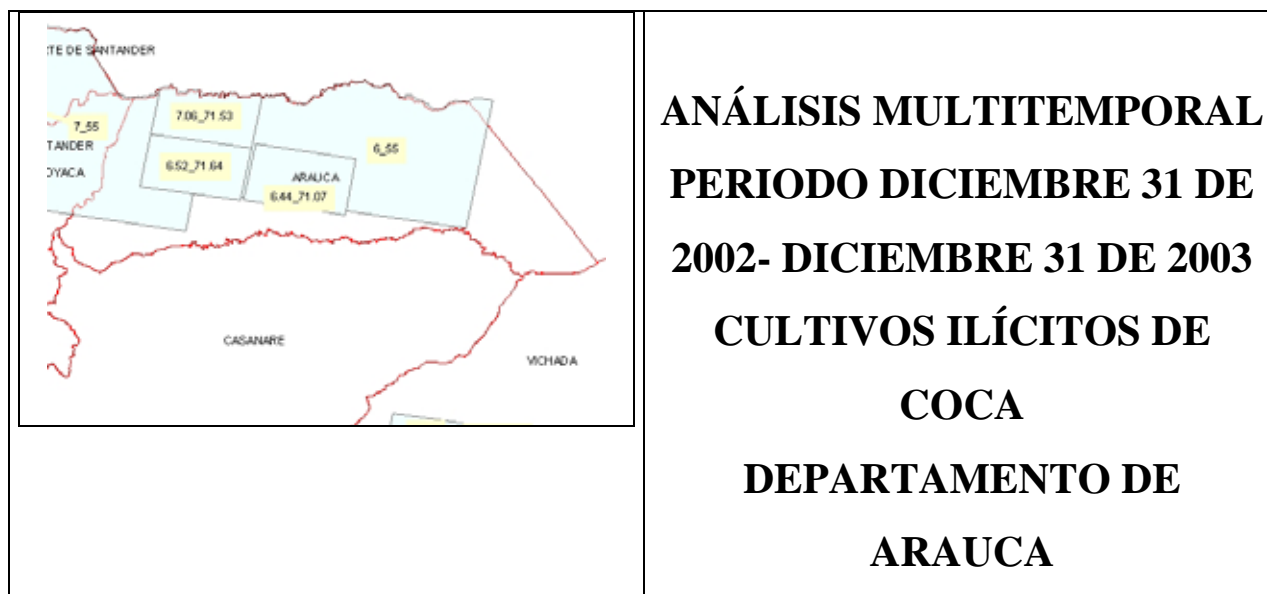 TE DE SANTANDER
7.06_71.53
7_55
TANDER
6.52_71.64
6_55
OYACA
ARAUCA
6.44_71.07
CASANARE
VICHADA
ANÁLISIS MULTITEMPORAL
PERIODO DICIEMBRE 31 DE
2002- DICIEMBRE 31 DE 2003
CULTIVOS ILÍCITOS DE
COCA
DEPARTAMENTO DE
ARAUCA